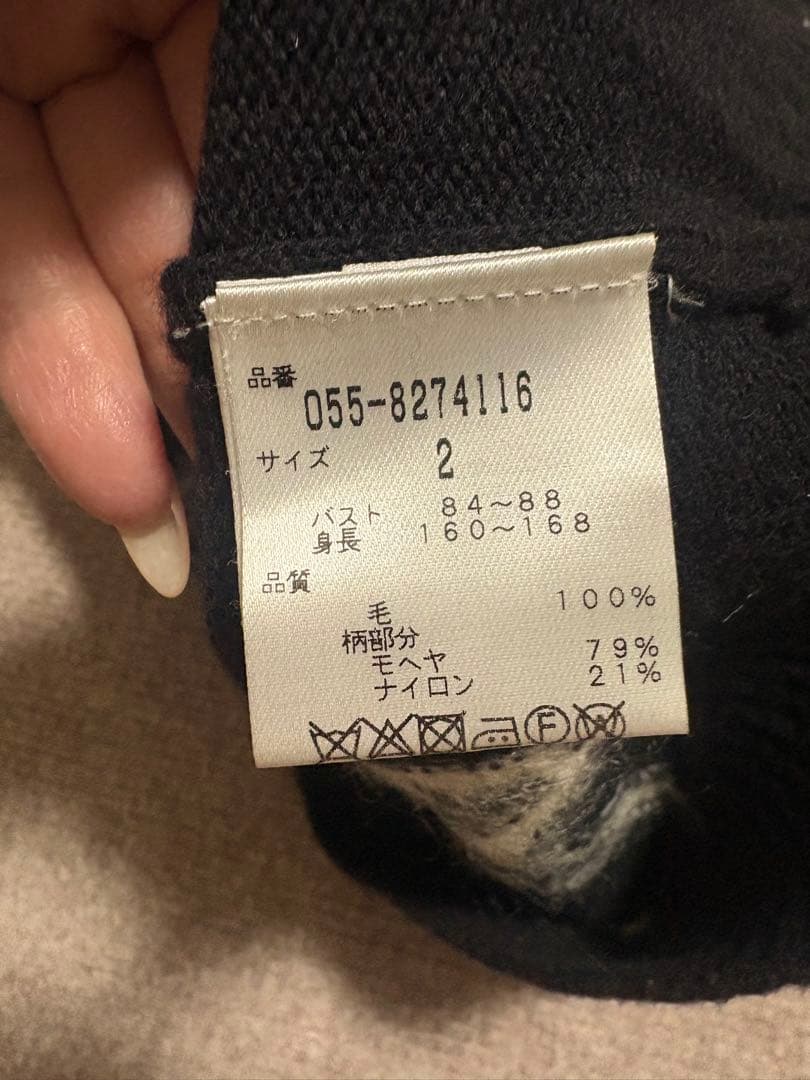 品番
055-8274116
サイズ 2
バスト 84～88
身長 160～168
品質
毛 100%
柄部分
モヘヤ 79%
ナイロン 21%
F W